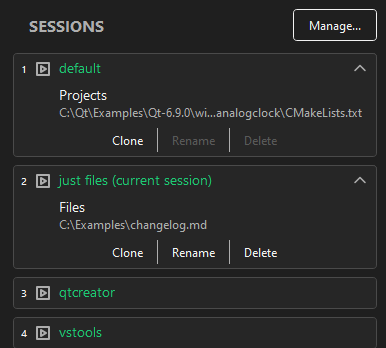 SESSIONS
Manage...
1 default
Projects
C:\Qt\Examples\Qt-6.9.0\wi...analogclock\CMakeLists.txt
Clone Rename Delete
2 just files (current session)
Files
C:\Examples\changelog.md
Clone Rename Delete
3 qtcreator
4 vstools